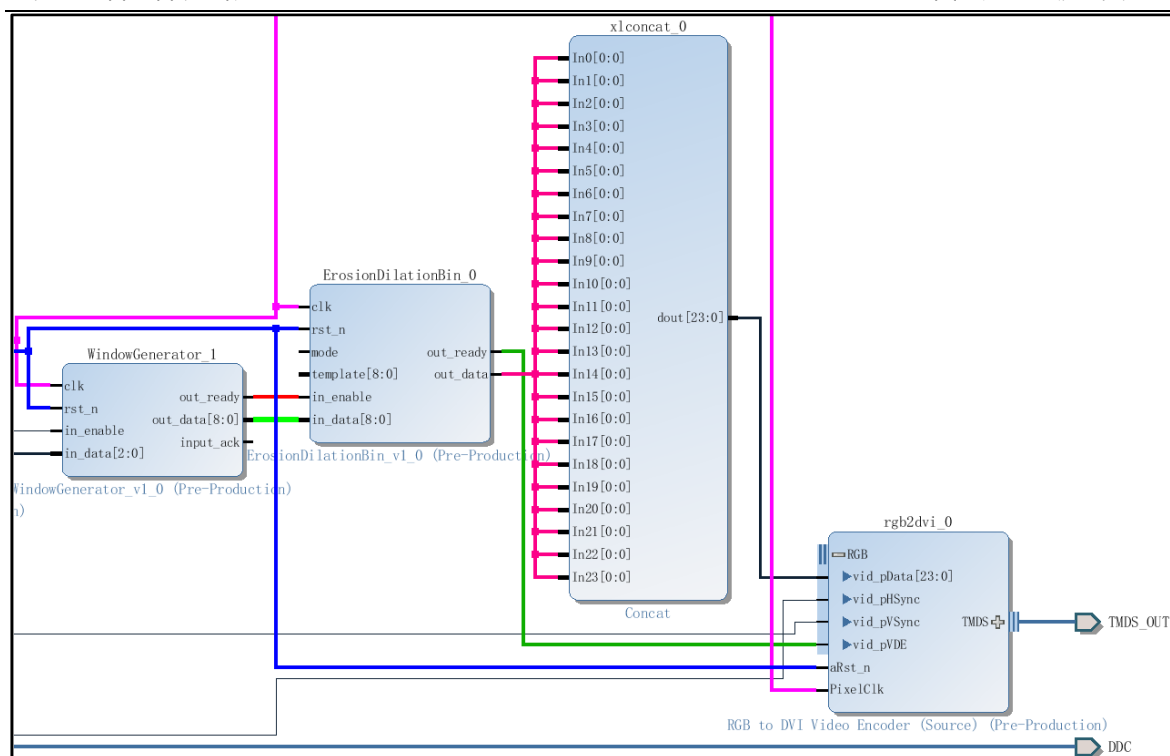 xlconcat_0
In0[0:0]
In1[0:0]
In2[0:0]
In3[0:0]
In4[0:0]
In5[0:0]
In6[0:0]
In7[0:0]
In8[0:0]
In9[0:0]
In10[0:0]
In11[0:0]
In12[0:0]
In13[0:0]
In14[0:0]
In15[0:0]
In16[0:0]
In17[0:0]
In18[0:0]
In19[0:0]
In20[0:0]
In21[0:0]
In22[0:0]
In23[0:0]
dout[23:0]
Concat
ErosionDilationBin_0
clk
rst_n
mode
template[8:0]
in_enable
in_data[8:0]
out_ready
out_data
ErosionDilationBin_v1_0 (Pre-Production)
WindowGenerator_1
clk
rst_n
in_enable
in_data[2:0]
out_ready
out_data[8:0]
input_ack
WindowGenerator_v1_0 (Pre-Production)
n)
rgb2dvi_0
RGB
vid_pData[23:0]
vid_pHSync
vid_pVSync
vid_pVDE
aRst_n
PixelClk
TMDS
RGB to DVI Video Encoder (Source) (Pre-Production)
TMDS_OUT
DDC